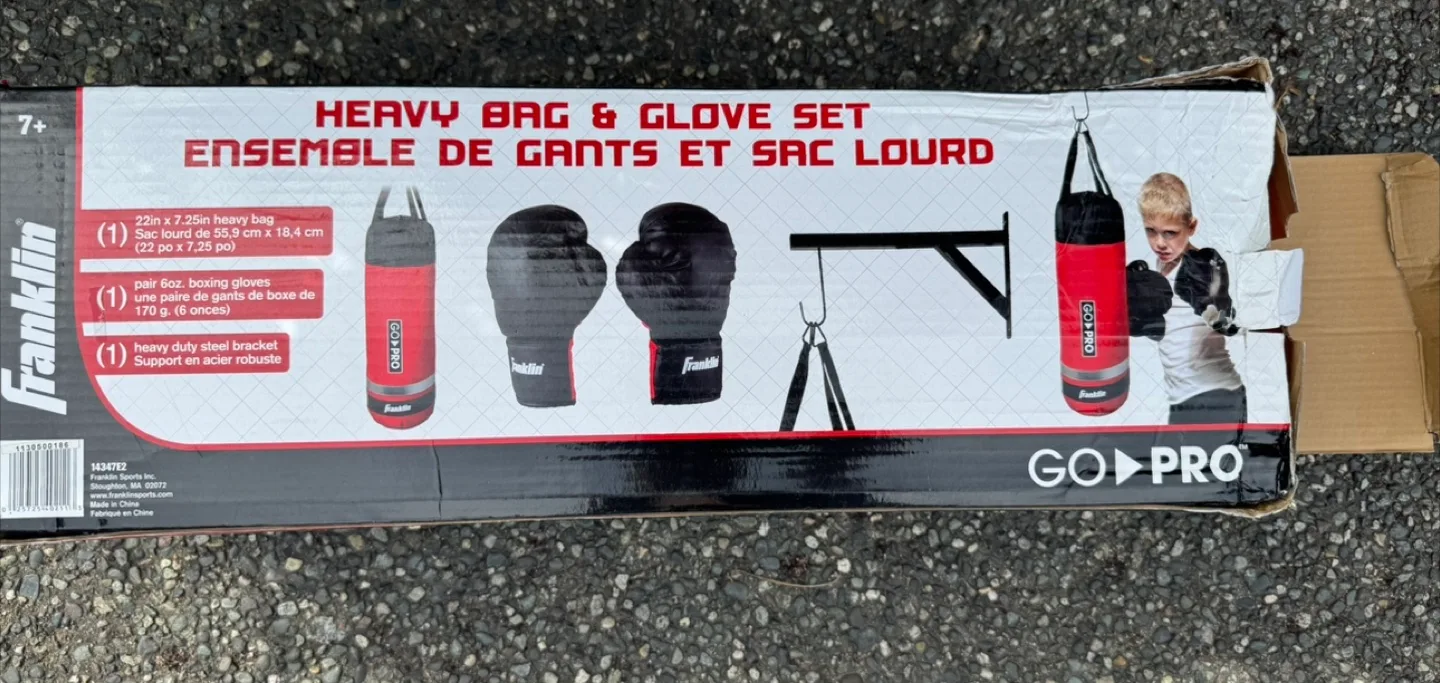 7+
HEAVY BAG & GLOVE SET
ENSEMBLE DE GANTS ET SAC LOURD
Franklin
(1) 22in x 7.25in heavy bag
Sac lourd de 55,9 cm x 18,4 cm
(22 po x 7,25 po)
(1) pair 6oz. boxing gloves
une paire de gants de boxe de
170 g. (6 onces)
(1) heavy duty steel bracket
Support en acier robuste
GO PRO
Franklin
Franklin
Franklin
GO PRO
Franklin
GO PRO™
1130500186
14347E2
Franklin Sports Inc.
Stoughton, MA 02072
www.franklinsports.com
Made in China
Fabriqué en Chine